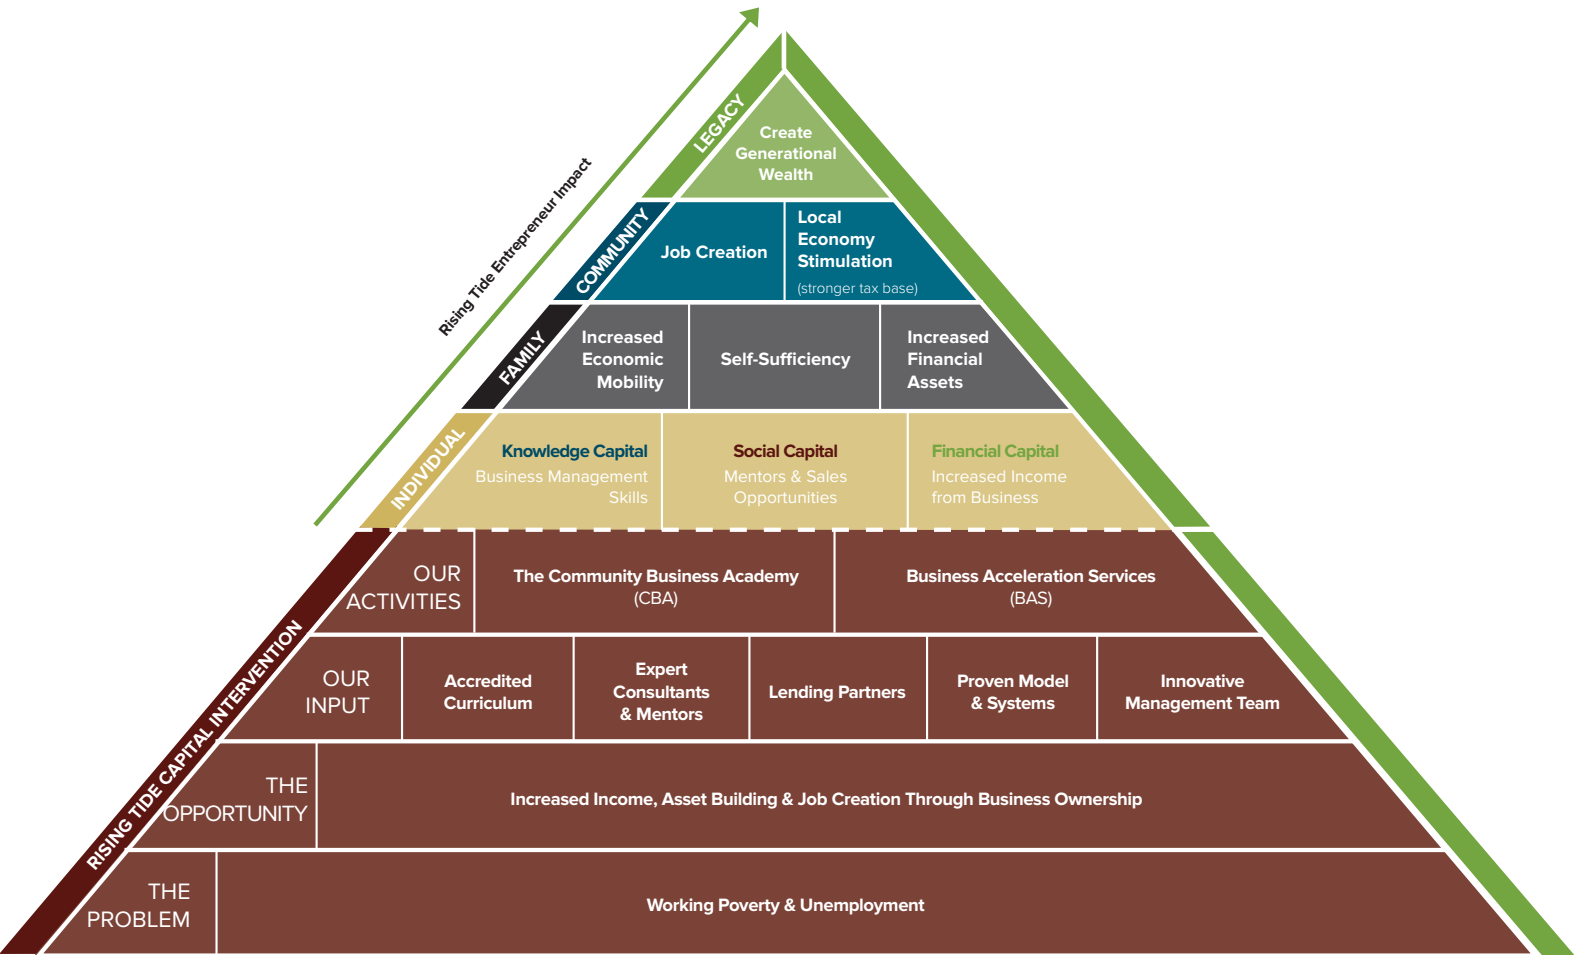 Rising Tide Entrepreneur Impact
LEGACY
Create
Generational
Wealth
COMMUNITY
Job Creation
Local
Economy
Stimulation
(stronger tax base)
FAMILY
Increased
Economic
Mobility
Self-Sufficiency
Increased
Financial
Assets
INDIVIDUAL
Knowledge Capital
Business Management
Skills
Social Capital
Mentors & Sales
Opportunities
Financial Capital
Increased Income
from Business
RISING TIDE CAPITAL INTERVENTION
OUR
ACTIVITIES
The Community Business Academy
(CBA)
Business Acceleration Services
(BAS)
OUR
INPUT
Accredited
Curriculum
Expert
Consultants
& Mentors
Lending Partners
Proven Model
& Systems
Innovative
Management Team
THE
OPPORTUNITY
Increased Income, Asset Building & Job Creation Through Business Ownership
THE
PROBLEM
Working Poverty & Unemployment